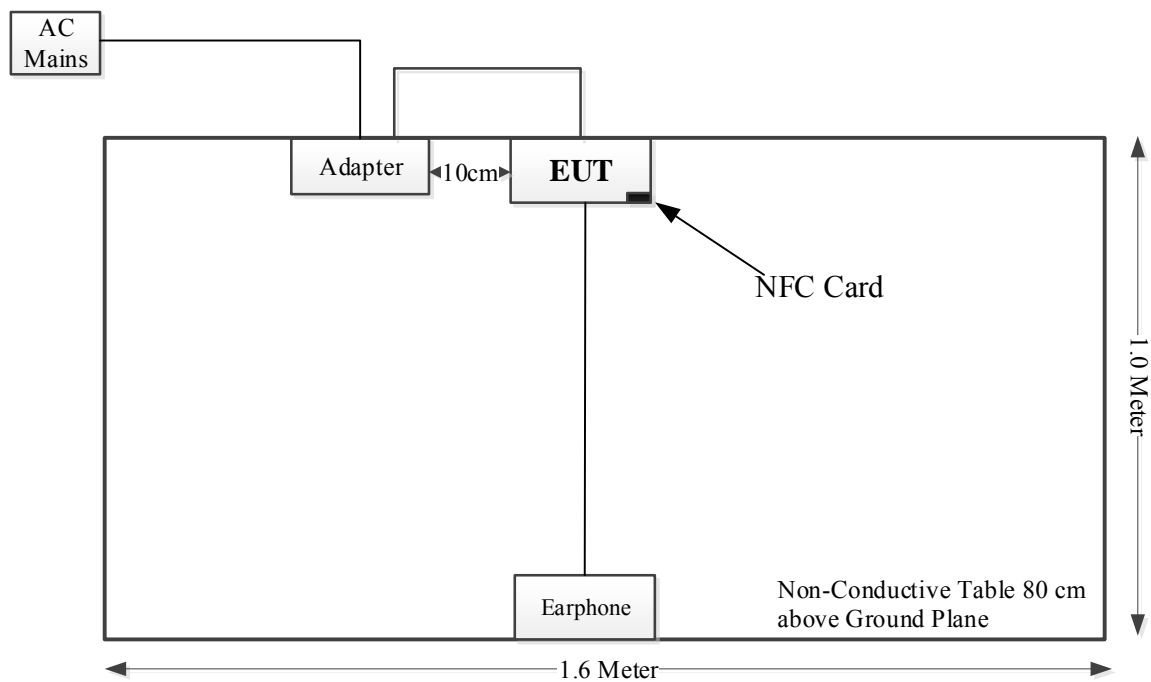 AC
Mains
Adapter
10cm
EUT
NFC Card
1.0 Meter
Earphone
Non-Conductive Table 80 cm
above Ground Plane
1.6 Meter